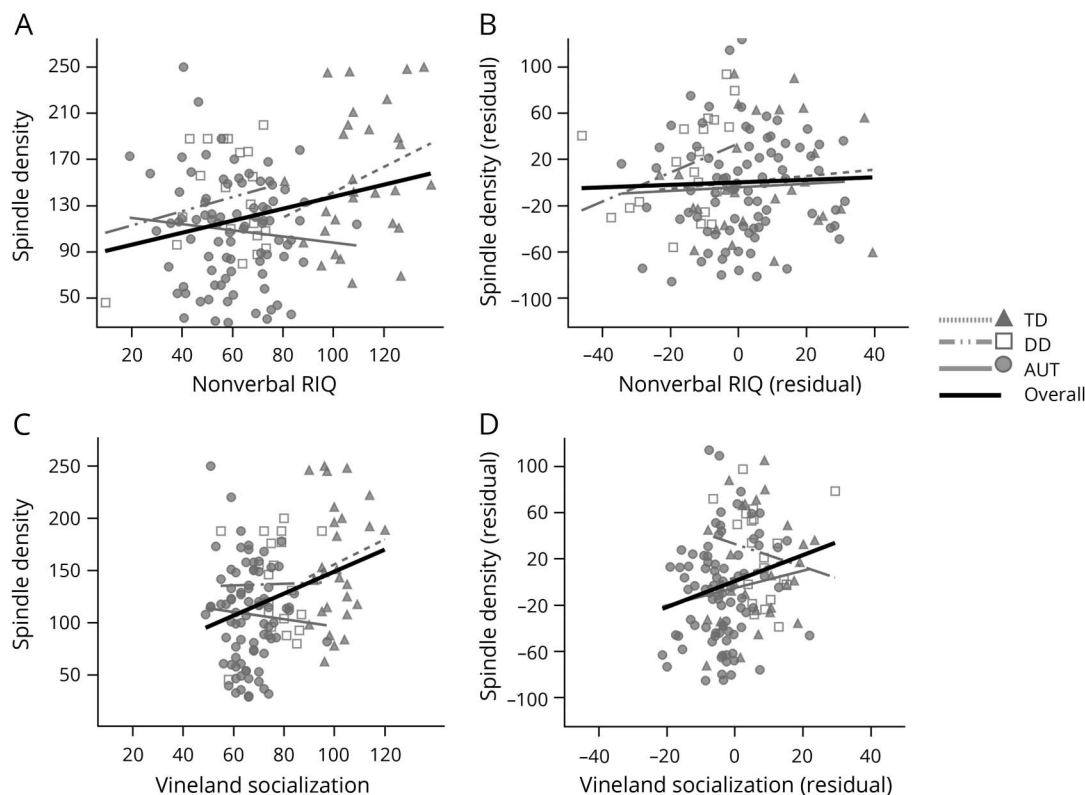 A
Spindle density
250
210
170
130
90
50
20 40 60 80 100 120
Nonverbal RIQ
B
Spindle density (residual)
100
60
20
−20
−60
−100
−40 −20 0 20 40
Nonverbal RIQ (residual)
TD
DD
AUT
Overall
C
Spindle density
250
200
150
100
50
20 40 60 80 100 120
Vineland socialization
D
Spindle density (residual)
100
60
20
−20
−60
−100
−40 −20 0 20 40
Vineland socialization (residual)